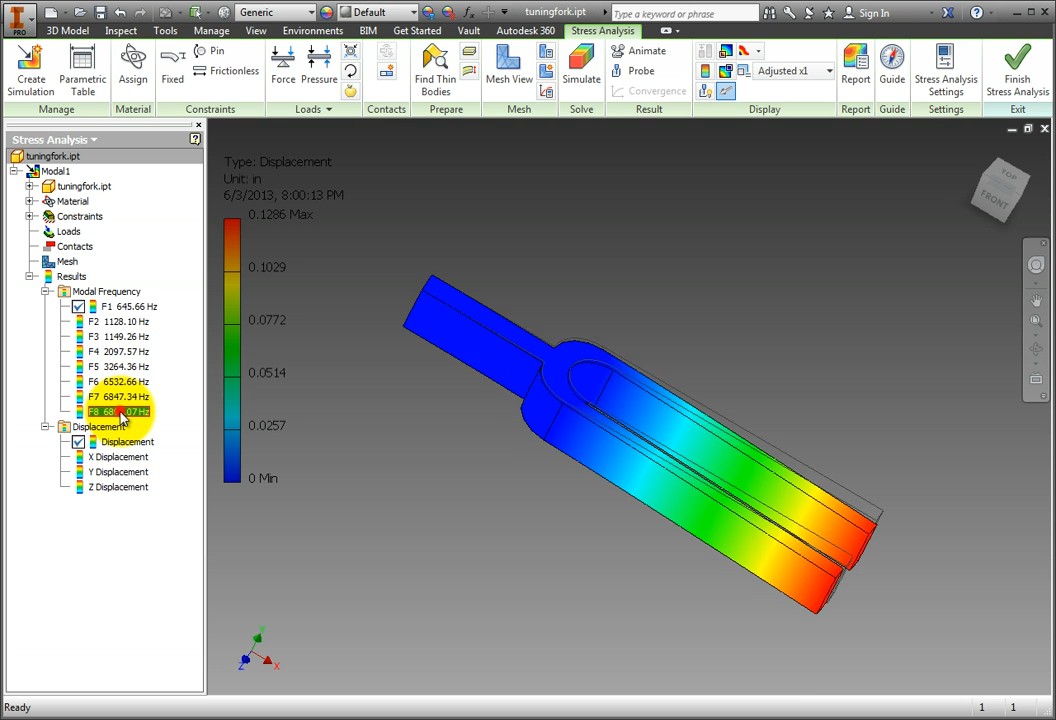 PRO
Generic
Default
fx
tuningfork.ipt
Type a keyword or phrase
Sign In
3D Model
Inspect
Tools
Manage
View
Environments
BIM
Get Started
Vault
Autodesk 360
Stress Analysis
Create
Simulation
Parametric
Table
Assign
Fixed
Pin
Frictionless
Force
Pressure
Find Thin
Bodies
Mesh View
Simulate
Animate
Probe
Convergence
Adjusted x1
Report
Guide
Stress Analysis
Settings
Finish
Stress Analysis
Manage
Material
Constraints
Loads
Contacts
Prepare
Mesh
Solve
Result
Display
Report
Guide
Settings
Exit
Stress Analysis
tuningfork.ipt
Modal1
tuningfork.ipt
Material
Constraints
Loads
Contacts
Mesh
Results
Modal Frequency
F1 645.66 Hz
F2 1128.10 Hz
F3 1149.26 Hz
F4 2097.57 Hz
F5 3264.36 Hz
F6 6532.66 Hz
F7 6847.34 Hz
F8
Displacement
Displacement
X Displacement
Y Displacement
Z Displacement
Type: Displacement
Unit: in
6/3/2013, 8:00:13 PM
0.1286 Max
0.1029
0.0772
0.0514
0.0257
0 Min
TOP
FRONT
Y
X
Z
Ready
1
1